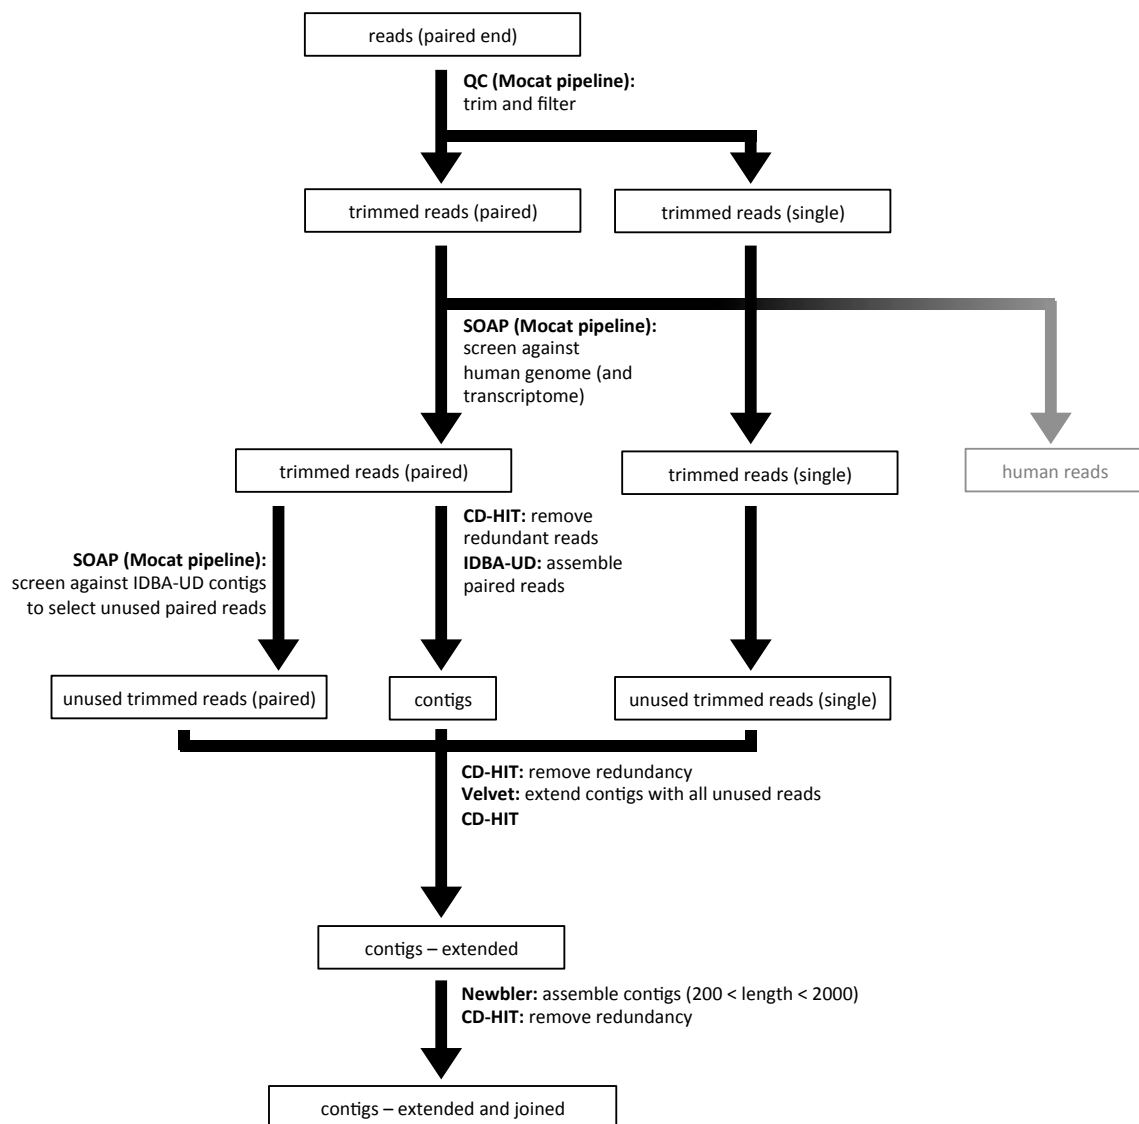 reads (paired end)
QC (Mocat pipeline):
trim and filter
trimmed reads (paired)
trimmed reads (single)
SOAP (Mocat pipeline):
screen against
human genome (and
transcriptome)
trimmed reads (paired)
trimmed reads (single)
human reads
SOAP (Mocat pipeline):
screen against IDBA-UD contigs
to select unused paired reads
CD-HIT: remove
redundant reads
IDBA-UD: assemble
paired reads
unused trimmed reads (paired)
contigs
unused trimmed reads (single)
CD-HIT: remove redundancy
Velvet: extend contigs with all unused reads
CD-HIT
contigs – extended
Newbler: assemble contigs (200 < length < 2000)
CD-HIT: remove redundancy
contigs – extended and joined